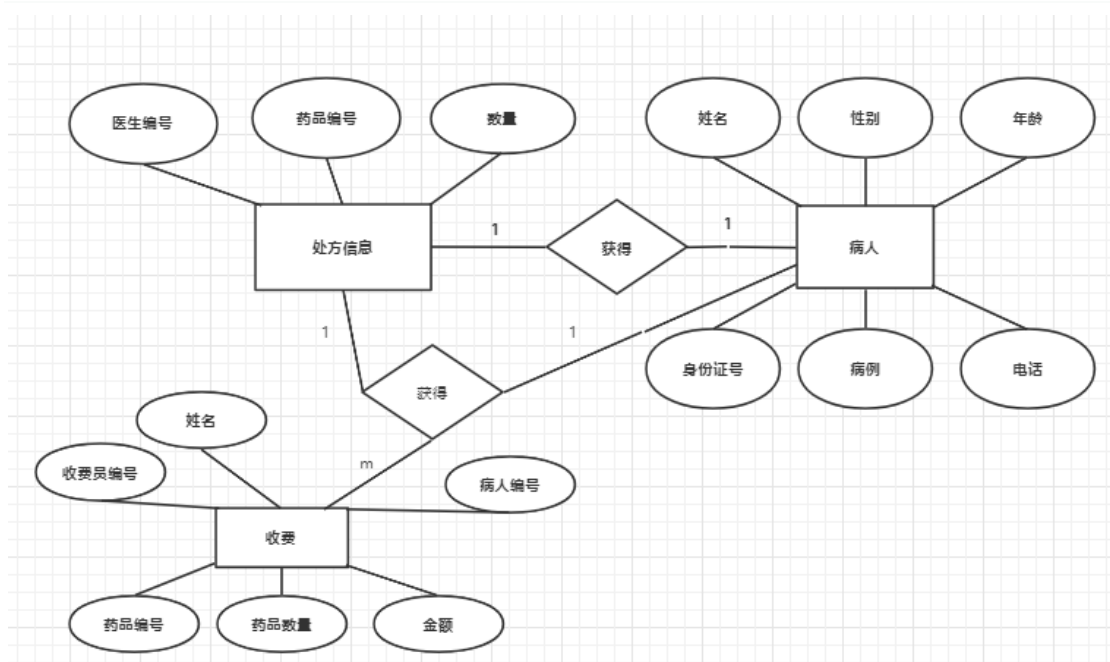 医生编号
药品编号
数量
姓名
性别
年龄
处方信息
1
获得
1
病人
1
1
身份证号
病例
电话
获得
姓名
m
收费员编号
病人编号
收费
药品编号
药品数量
金额